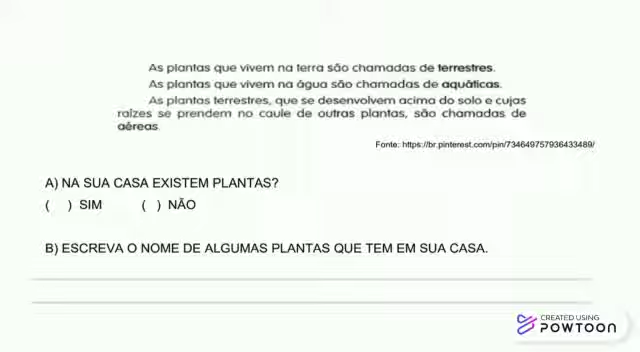 As plantas que vivem na terra são chamadas de terrestres.
As plantas que vivem na água são chamadas de aquáticas.
As plantas terrestres, que se desenvolvem acima do solo e cujas
raízes se prendem no caule de outras plantas, são chamadas de
aéreas.
Fonte: https://br.pinterest.com/pin/734649757936433489/
A) NA SUA CASA EXISTEM PLANTAS?
( ) SIM ( ) NÃO
B) ESCREVA O NOME DE ALGUMAS PLANTAS QUE TEM EM SUA CASA.
CREATED USING
POWTOON